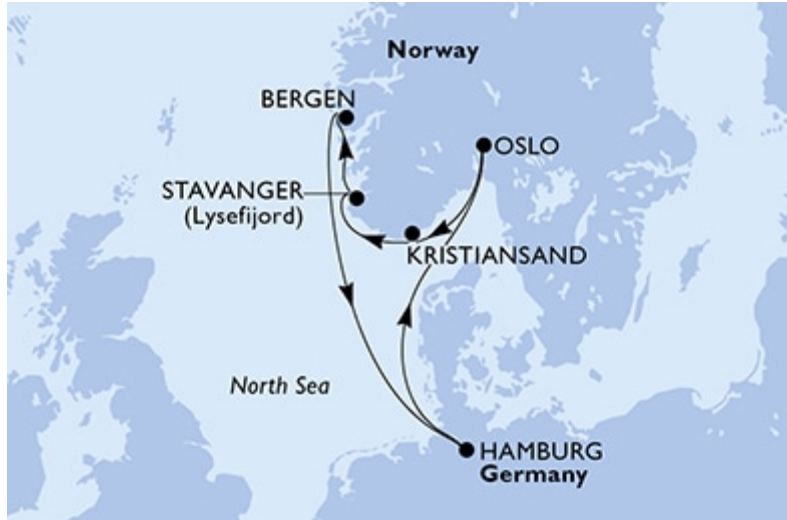 Norway
BERGEN
OSLO
STAVANGER
(Lysefijord)
KRISTIANSAND
North Sea
HAMBURG
Germany